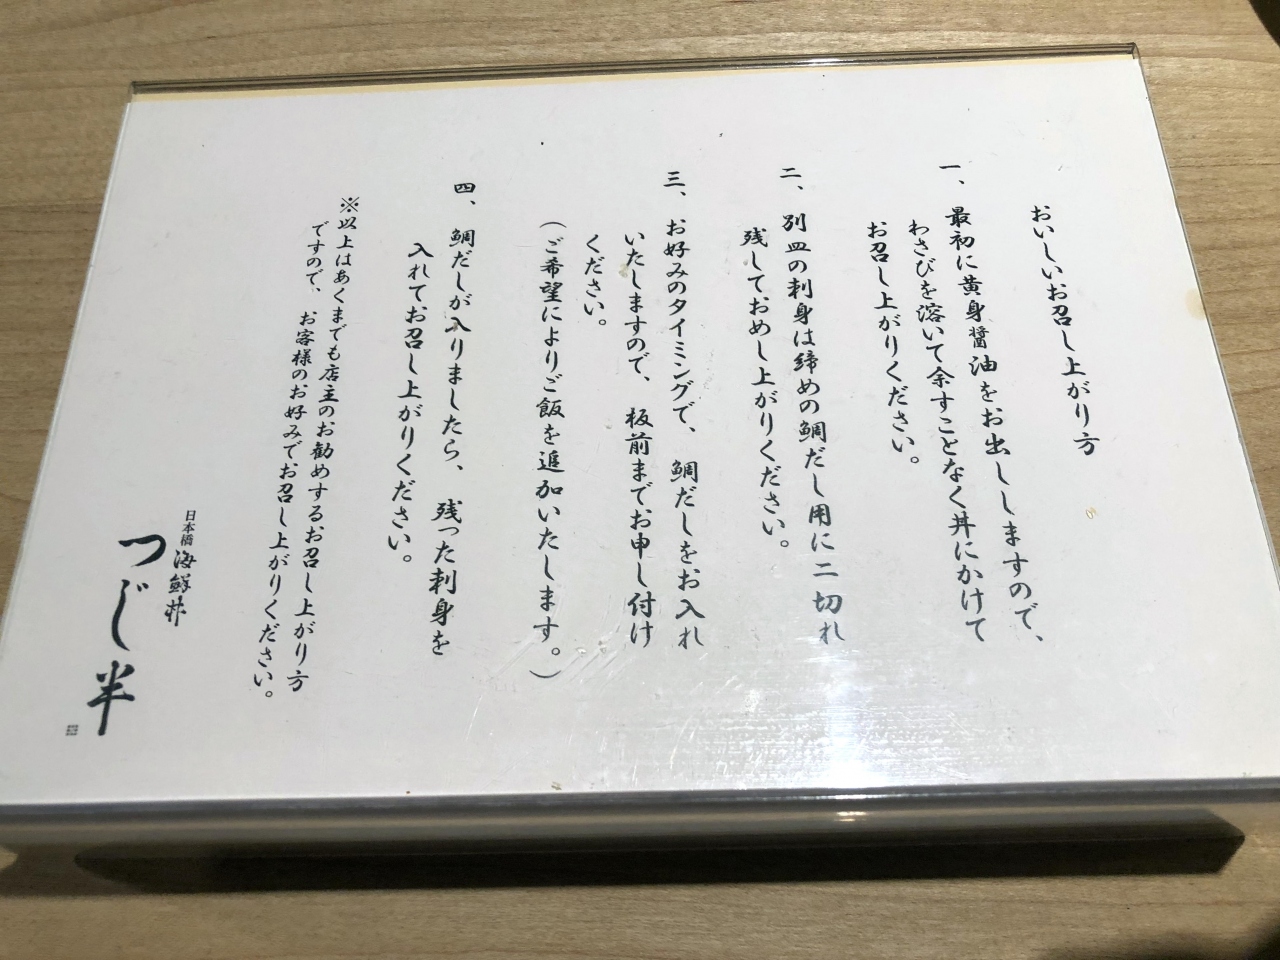 おいしいお召し上がり方
一、最初に黄身醤油をお出ししますので、
わさびを溶いて余すことなく丼にかけて
お召し上がりください。
二、別皿の刺身は締めの鯛だし用に二切れ
残しておめし上がりください。
三、お好みのタイミングで、鯛だしをお入れ
いたしますので、板前までお申し付け
ください。
（ご希望によりご飯を追加いたします。）
四、鯛だしが入りましたら、残った刺身を
入れてお召し上がりください。
※以上はあくまでも店主のお勧めするお召し上がり方
ですので、お客様のお好みでお召し上がりください。
日本橋海鮮丼
つじ半